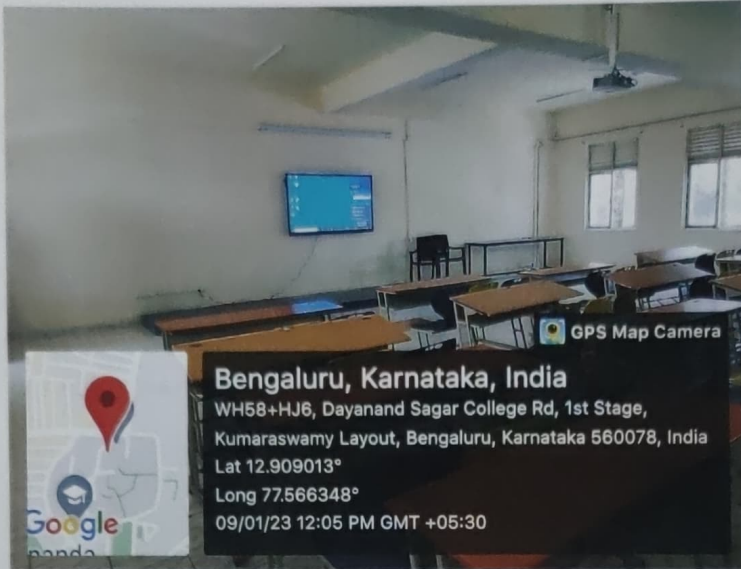 GPS Map Camera
Bengaluru, Karnataka, India
WH58+HJ6, Dayanand Sagar College Rd, 1st Stage,
Kumaraswamy Layout, Bengaluru, Karnataka 560078, India
Lat 12.909013°
Long 77.566348°
09/01/23 12:05 PM GMT +05:30
Google